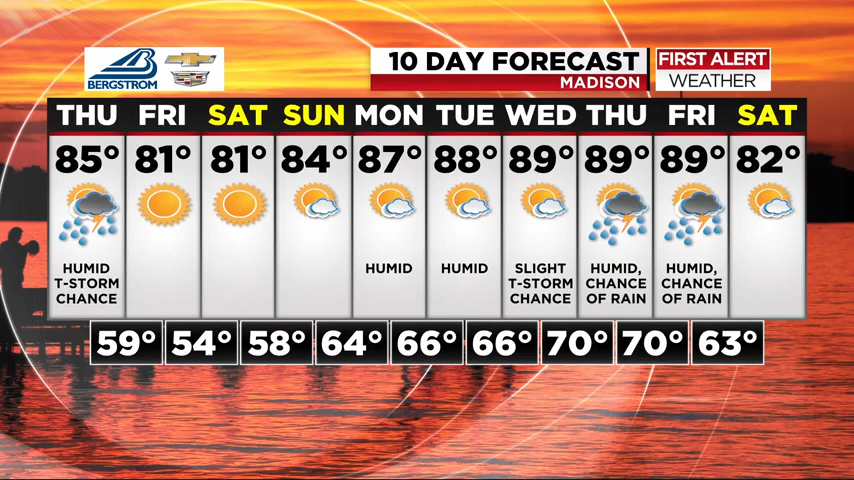 BERGSTROM
10 DAY FORECAST
MADISON
FIRST ALERT
WEATHER
THU FRI SAT SUN MON TUE WED THU FRI SAT
85° 81° 81° 84° 87° 88° 89° 89° 89° 82°
HUMID
T-STORM
CHANCE
HUMID
HUMID
SLIGHT
T-STORM
CHANCE
HUMID,
CHANCE
OF RAIN
HUMID,
CHANCE
OF RAIN
59° 54° 58° 64° 66° 66° 70° 70° 63°